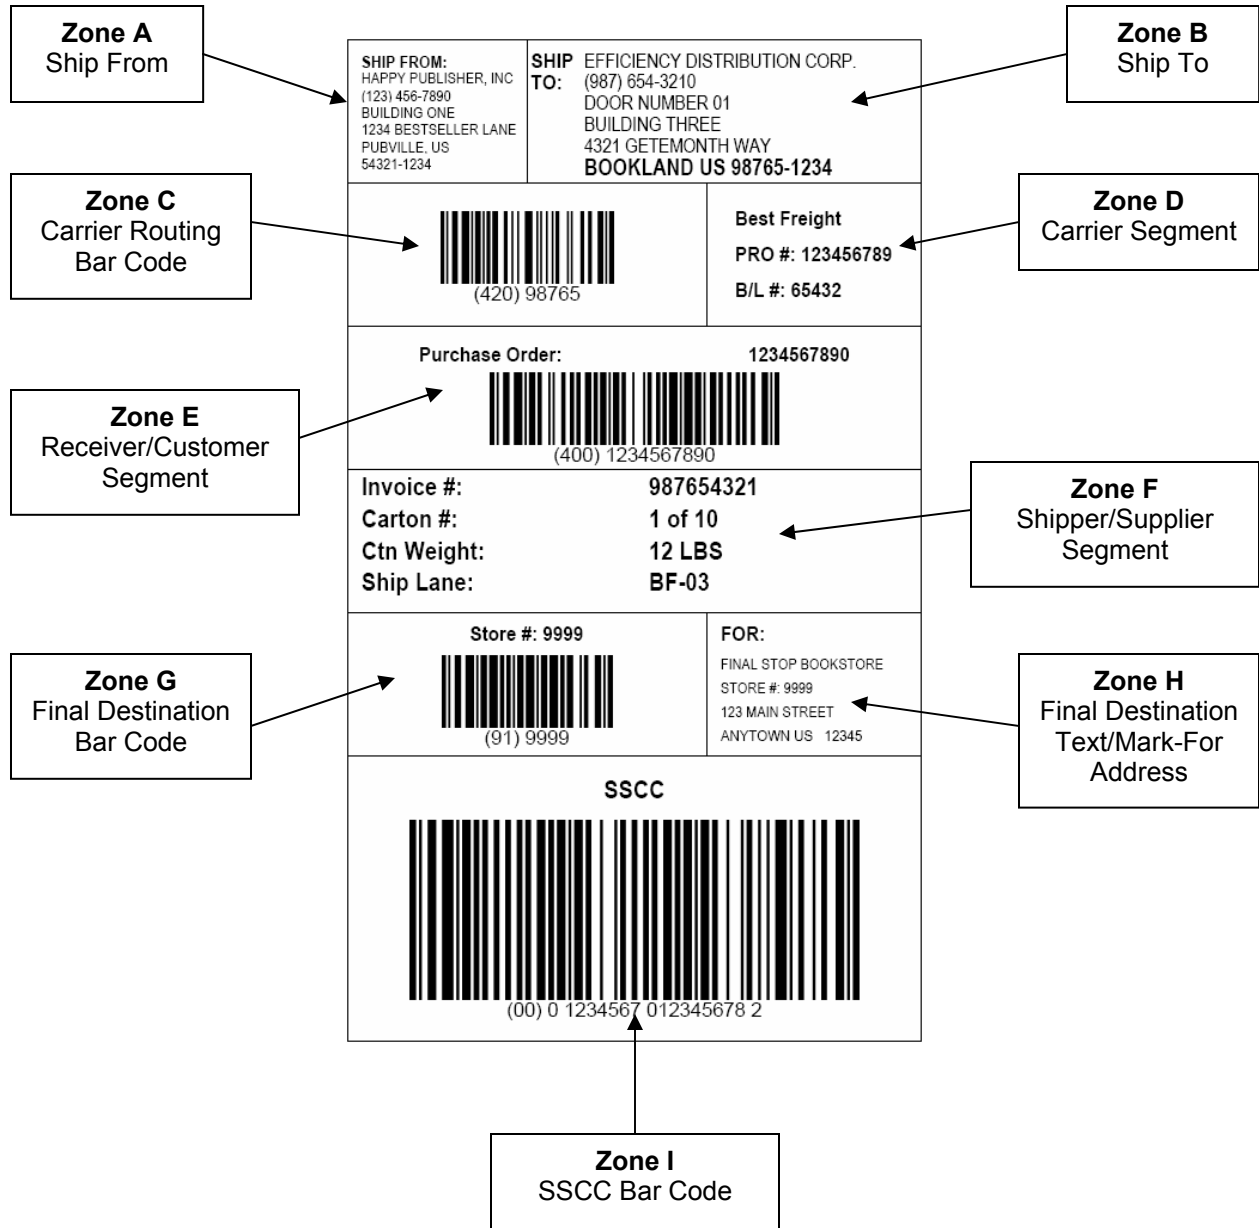 Zone A
Ship From
Zone B
Ship To
SHIP FROM:
HAPPY PUBLISHER, INC
(123) 456-7890
BUILDING ONE
1234 BESTSELLER LANE
PUBVILLE, US
54321-1234
SHIP TO:
EFFICIENCY DISTRIBUTION CORP.
(987) 654-3210
DOOR NUMBER 01
BUILDING THREE
4321 GETEMONTH WAY
BOOKLAND US 98765-1234
Zone C
Carrier Routing
Bar Code
(420) 98765
Best Freight
PRO #: 123456789
B/L #: 65432
Zone D
Carrier Segment
Purchase Order: 1234567890
(400) 1234567890
Zone E
Receiver/Customer
Segment
Invoice #: 987654321
Carton #: 1 of 10
Ctn Weight: 12 LBS
Ship Lane: BF-03
Zone F
Shipper/Supplier
Segment
Store #: 9999
(91) 9999
Zone G
Final Destination
Bar Code
FOR:
FINAL STOP BOOKSTORE
STORE #: 9999
123 MAIN STREET
ANYTOWN US 12345
Zone H
Final Destination
Text/Mark-For
Address
SSCC
(00) 0 1234567 012345678 2
Zone I
SSCC Bar Code